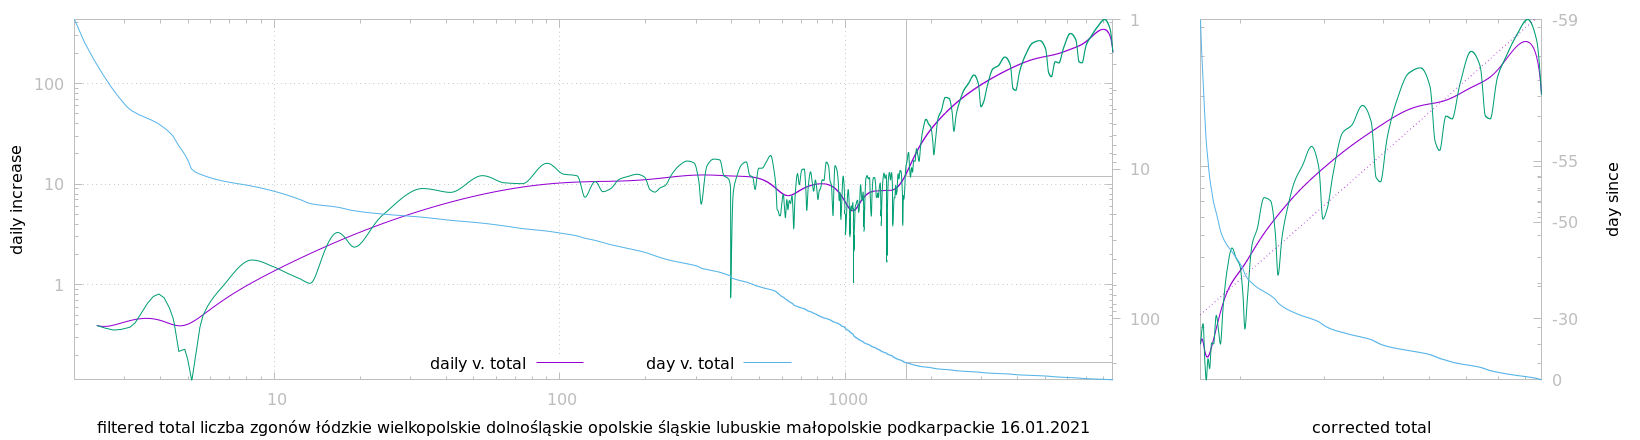 daily increase
100
10
1
daily v. total
day v. total
10
100
1000
1
10
100
filtered total liczba zgonów łódzkie wielkopolskie dolnośląskie opolskie śląskie lubuskie małopolskie podkarpackie 16.01.2021
-59
-55
-50
-30
0
day since
corrected total